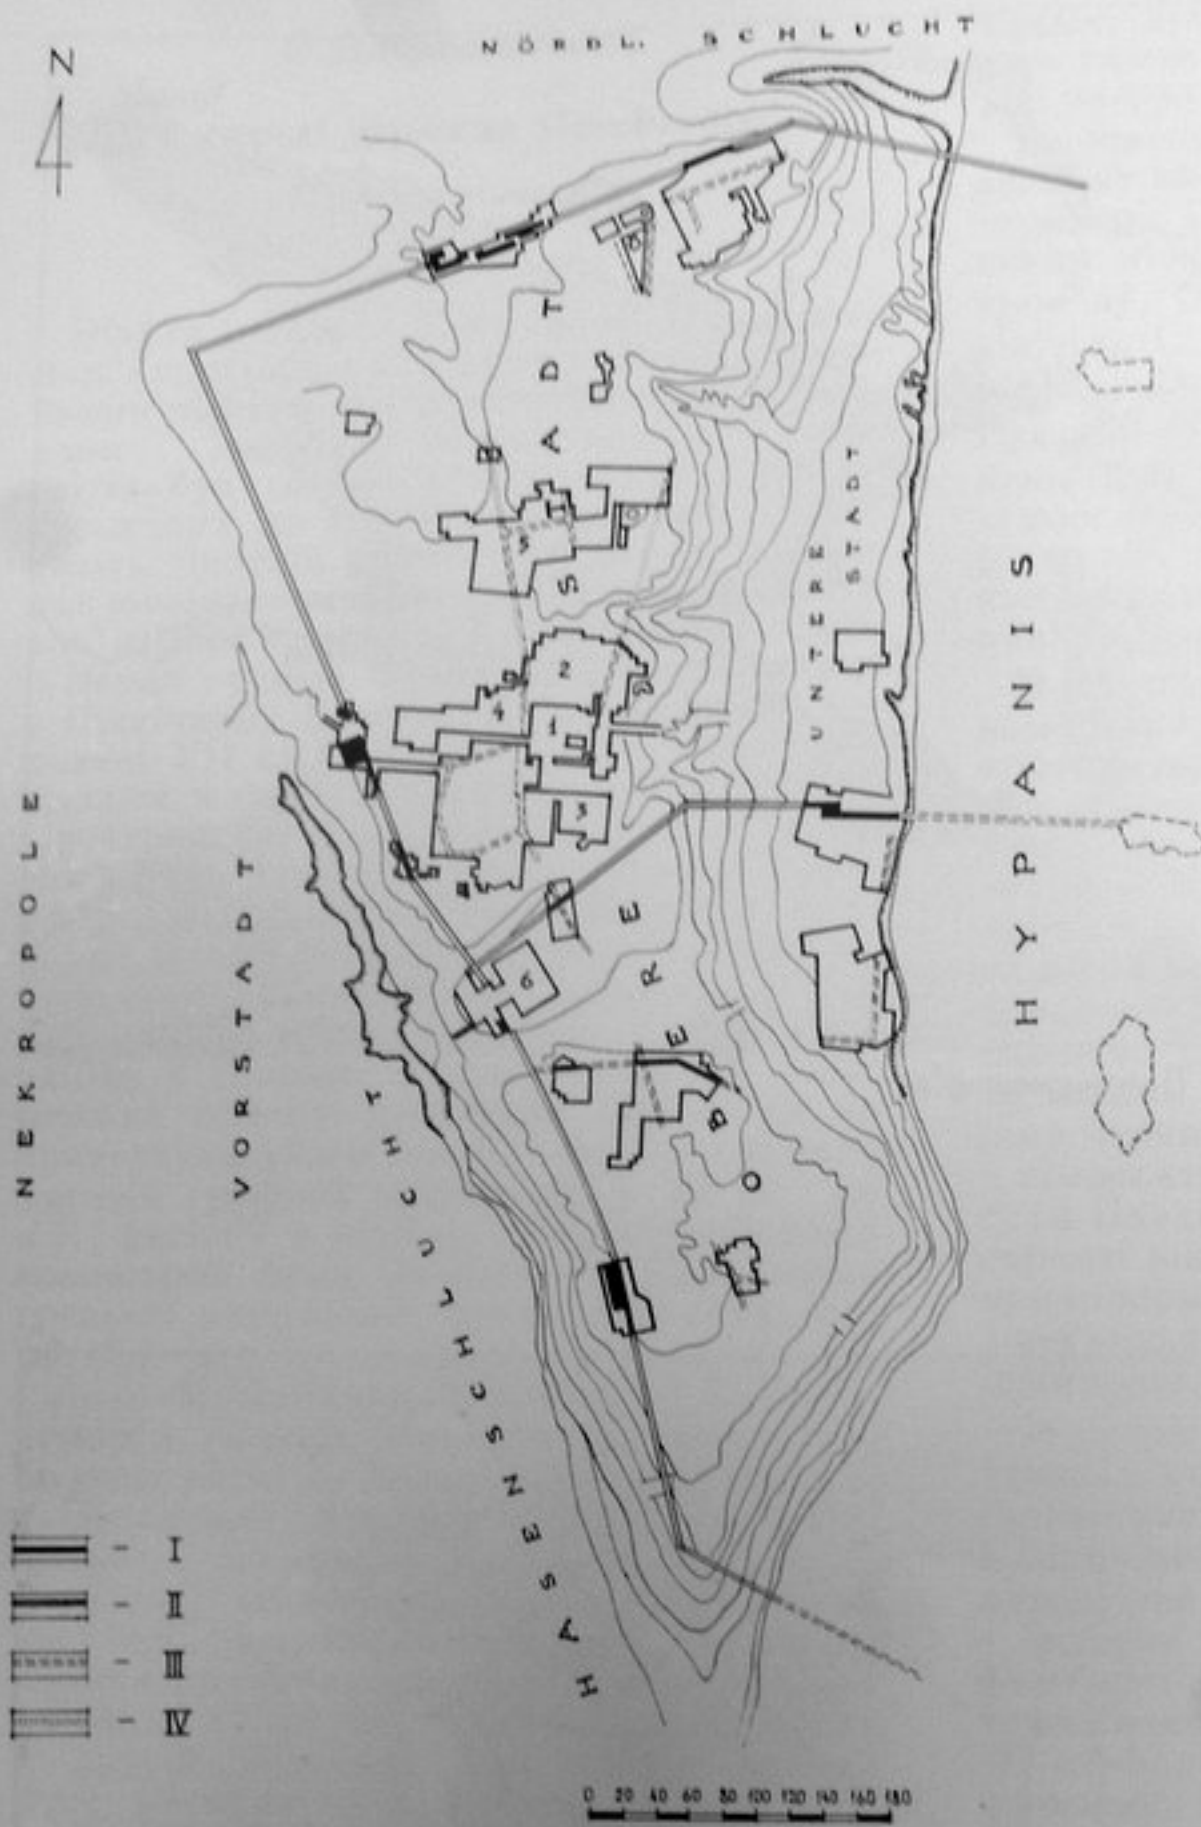 N
NÖRDL. SCHLUCHT
OBERE STADT
UNTERE STADT
HYPANIS
NEKROPOLE
VORSTADT
HASENSCHLUCHT
5
2
4
1
3
6
I
II
III
IV
0 20 40 60 80 100 120 140 160 180